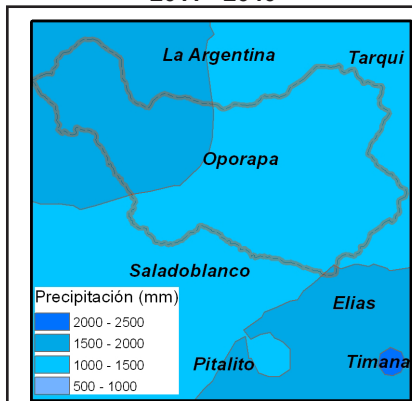 La Argentina
Tarqui
Oporapa
Saladoblanco
Precipitación (mm)
2000 - 2500
1500 - 2000
1000 - 1500
500 - 1000
Elias
Pitalito
Timana